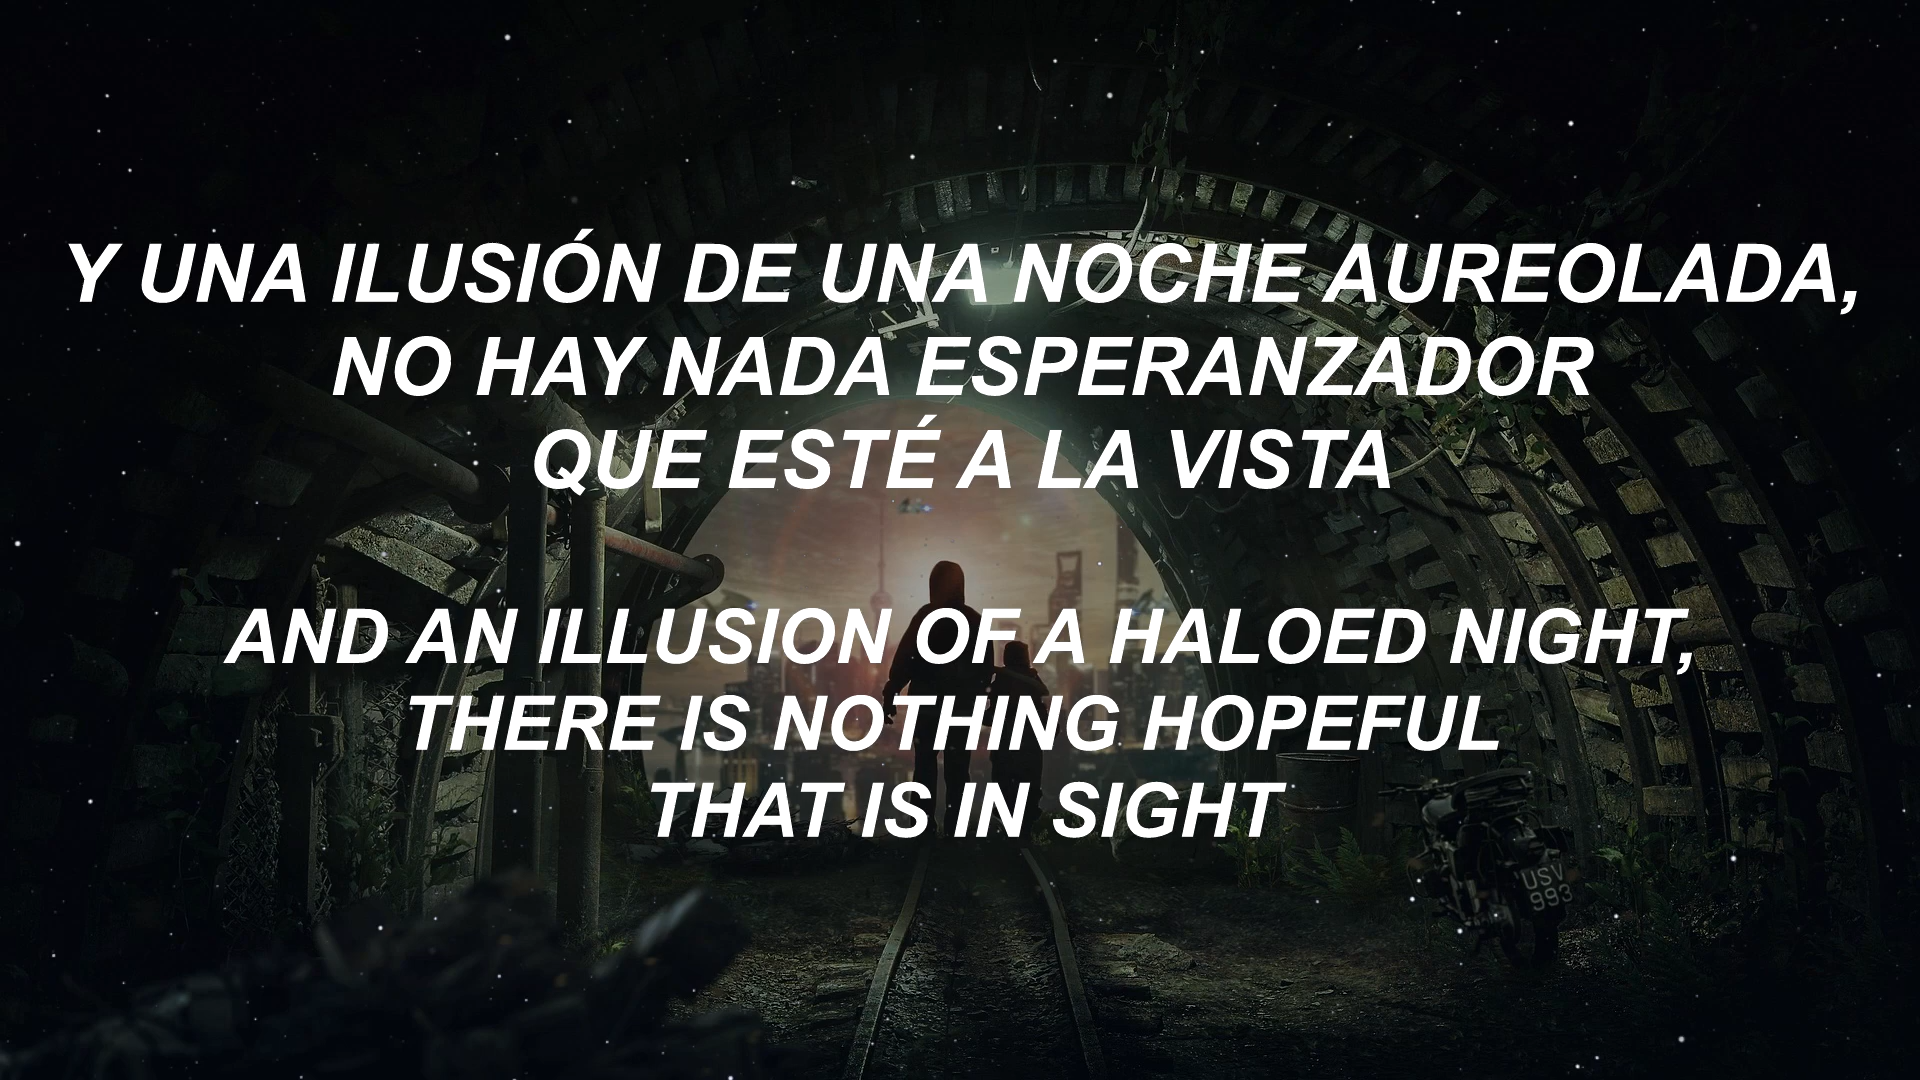 Y UNA ILUSIÓN DE UNA NOCHE AUREOLADA,
NO HAY NADA ESPERANZADOR
QUE ESTÉ A LA VISTA
AND AN ILLUSION OF A HALOED NIGHT,
THERE IS NOTHING HOPEFUL
THAT IS IN SIGHT
USV
993